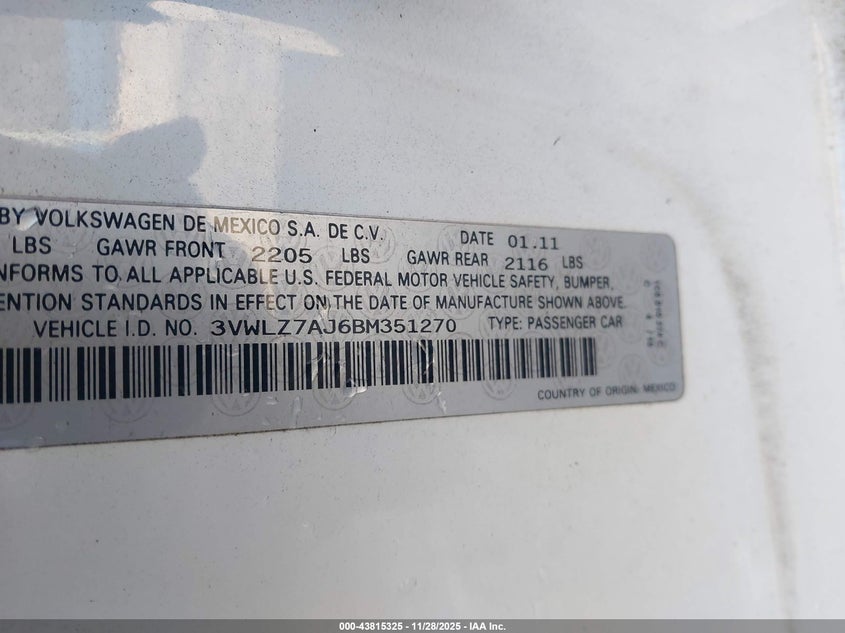 BY VOLKSWAGEN DE MEXICO S.A. DE C.V. DATE 01.11
LBS GAWR FRONT 2205 LBS GAWR REAR 2116 LBS
NFORMS TO ALL APPLICABLE U.S. FEDERAL MOTOR VEHICLE SAFETY, BUMPER,
ENTION STANDARDS IN EFFECT ON THE DATE OF MANUFACTURE SHOWN ABOVE.
VEHICLE I.D. NO. 3VWLZ7AJ6BM351270 TYPE: PASSENGER CAR
COUNTRY OF ORIGIN: MEXICO
000-43815325 - 11/28/2025 - IAA Inc.